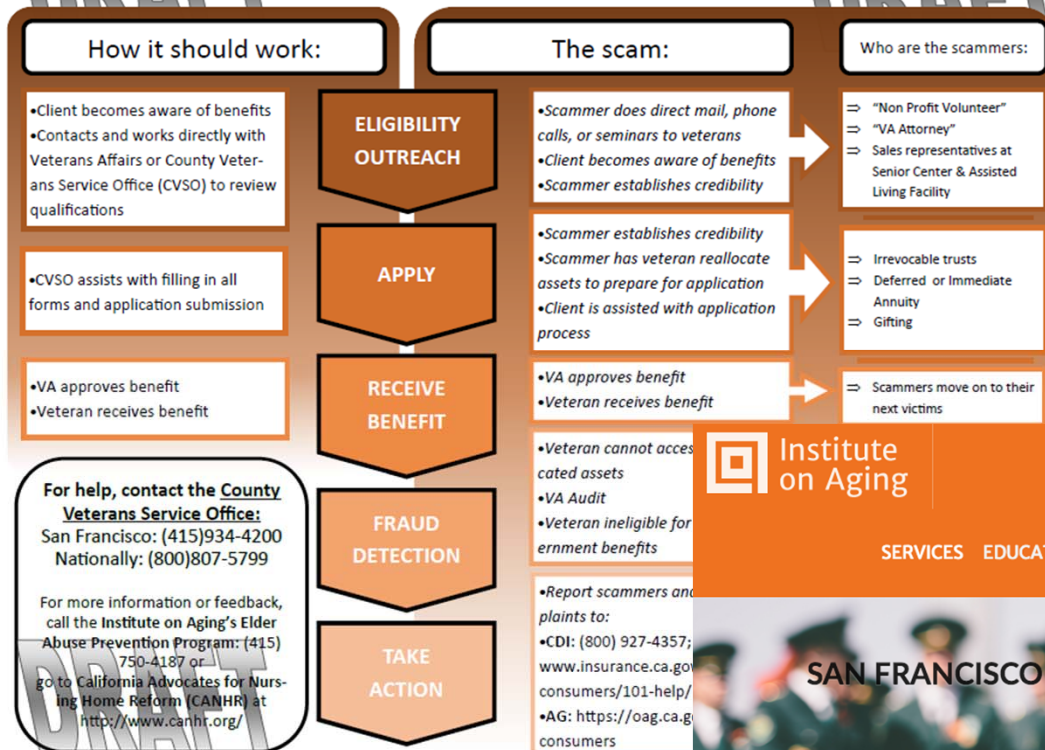 DRAFT
How it should work:
The scam:
Who are the scammers:
•Client becomes aware of benefits
•Contacts and works directly with
Veterans Affairs or County Veter-
ans Service Office (CVSO) to review
qualifications
ELIGIBILITY
OUTREACH
•Scammer does direct mail, phone
calls, or seminars to veterans
•Client becomes aware of benefits
•Scammer establishes credibility
⇒ “Non Profit Volunteer”
⇒ “VA Attorney”
⇒ Sales representatives at
Senior Center & Assisted
Living Facility
•CVSO assists with filling in all
forms and application submission
APPLY
•Scammer establishes credibility
•Scammer has veteran reallocate
assets to prepare for application
•Client is assisted with application
process
⇒ Irrevocable trusts
⇒ Deferred or Immediate
Annuity
⇒ Gifting
•VA approves benefit
•Veteran receives benefit
RECEIVE
BENEFIT
•VA approves benefit
•Veteran receives benefit
⇒ Scammers move on to their
next victims
For help, contact the County
Veterans Service Office:
San Francisco: (415)934-4200
Nationally: (800)807-5799
For more information or feedback,
call the Institute on Aging’s Elder
Abuse Prevention Program: (415)
750-4187 or
go to California Advocates for Nurs-
ing Home Reform (CANHR) at
http://www.canhr.org/
DRAFT
FRAUD
DETECTION
•Veteran cannot acces
cated assets
•VA Audit
•Veteran ineligible for
ernment benefits
TAKE
ACTION
•Report scammers and
plaints to:
•CDI: (800) 927-4357;
www.insurance.ca.gov
consumers/101-help/
•AG: https://oag.ca.g
consumers
Institute
on Aging
SERVICES EDUCAT
SAN FRANCISCO